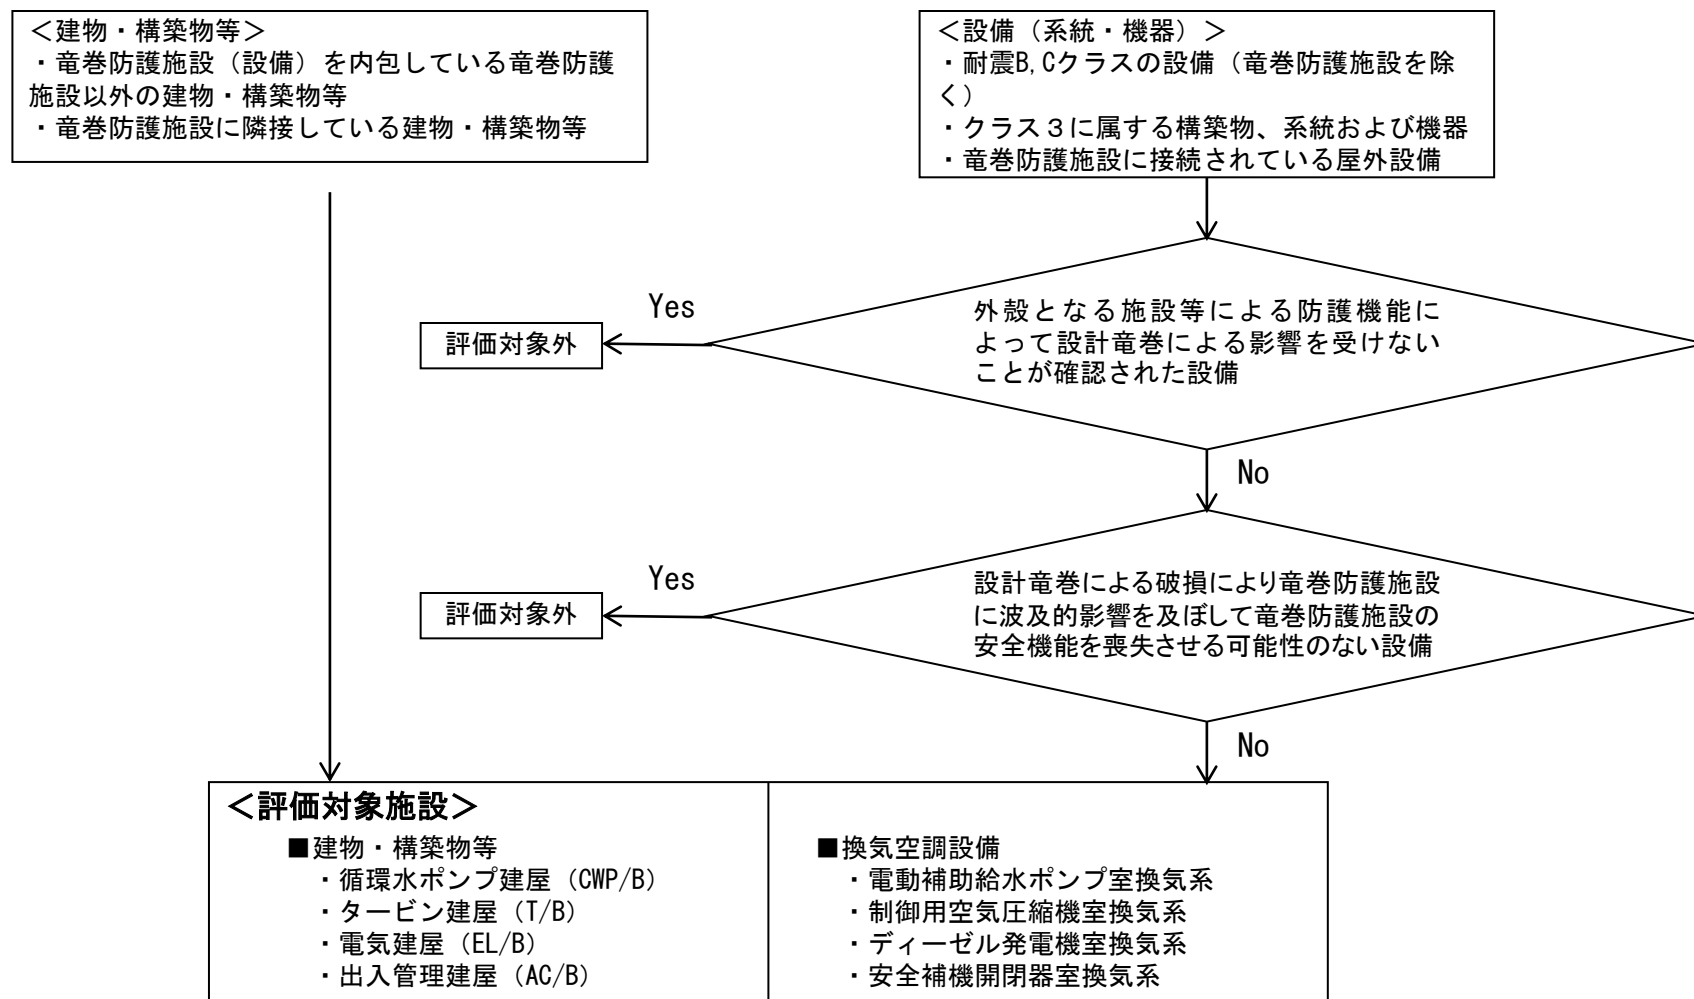 ＜建物・構築物等＞
・竜巻防護施設（設備）を内包している竜巻防護
施設以外の建物・構築物等
・竜巻防護施設に隣接している建物・構築物等
＜設備（系統・機器）＞
・耐震B,Cクラスの設備（竜巻防護施設を除
く）
・クラス３に属する構築物、系統および機器
・竜巻防護施設に接続されている屋外設備
外殻となる施設等による防護機能に
よって設計竜巻による影響を受けない
ことが確認された設備
Yes
評価対象外
No
設計竜巻による破損により竜巻防護施設
に波及的影響を及ぼして竜巻防護施設の
安全機能を喪失させる可能性のない設備
Yes
評価対象外
No
＜評価対象施設＞
■建物・構築物等
・循環水ポンプ建屋（CWP/B）
・タービン建屋（T/B）
・電気建屋（EL/B）
・出入管理建屋（AC/B）
■換気空調設備
・電動補助給水ポンプ室換気系
・制御用空気圧縮機室換気系
・ディーゼル発電機室換気系
・安全補機開閉器室換気系